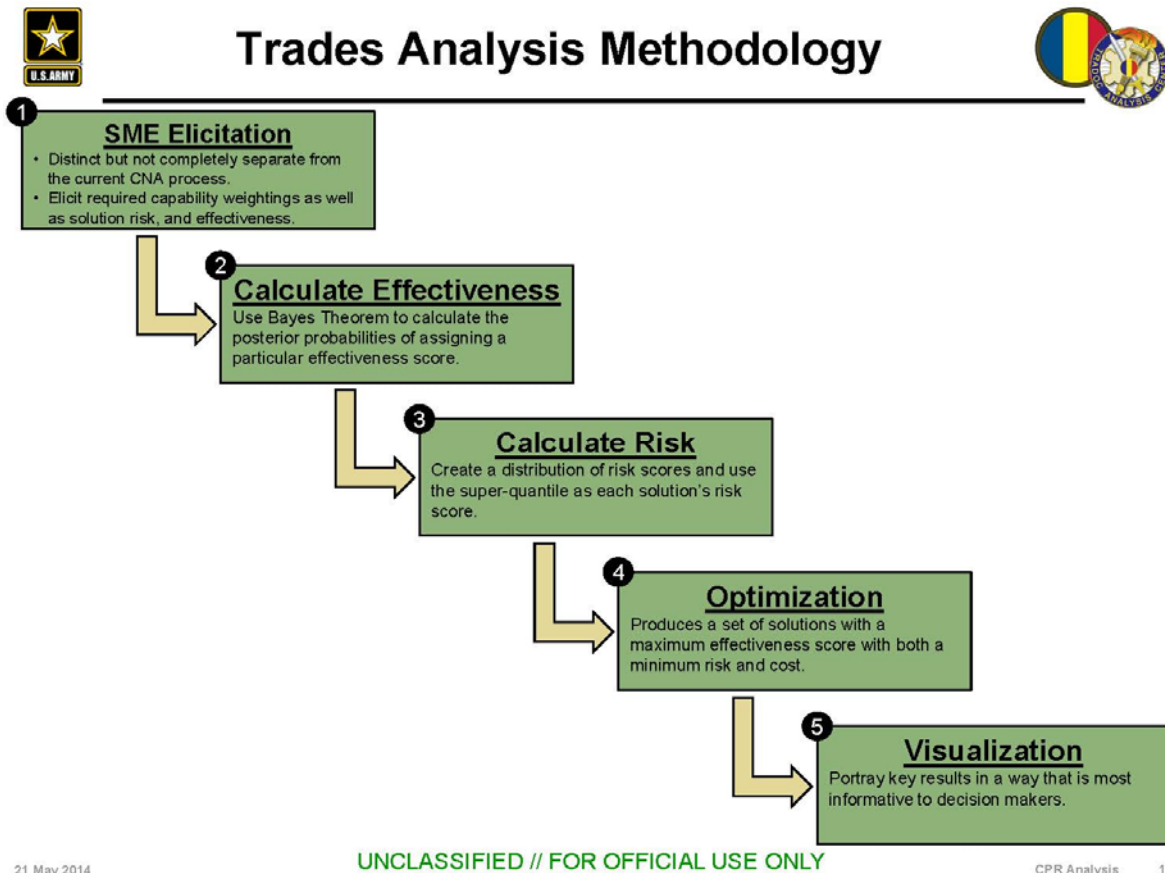 Trades Analysis Methodology
U.S.ARMY
TRADOC ANALYSIS CENTER
1
SME Elicitation
• Distinct but not completely separate from
the current CNA process.
• Elicit required capability weightings as well
as solution risk, and effectiveness.
2
Calculate Effectiveness
Use Bayes Theorem to calculate the
posterior probabilities of assigning a
particular effectiveness score.
3
Calculate Risk
Create a distribution of risk scores and use
the super-quantile as each solution's risk
score.
4
Optimization
Produces a set of solutions with a
maximum effectiveness score with both a
minimum risk and cost.
5
Visualization
Portray key results in a way that is most
informative to decision makers.
21 May 2014
UNCLASSIFIED // FOR OFFICIAL USE ONLY
CPR Analysis 1